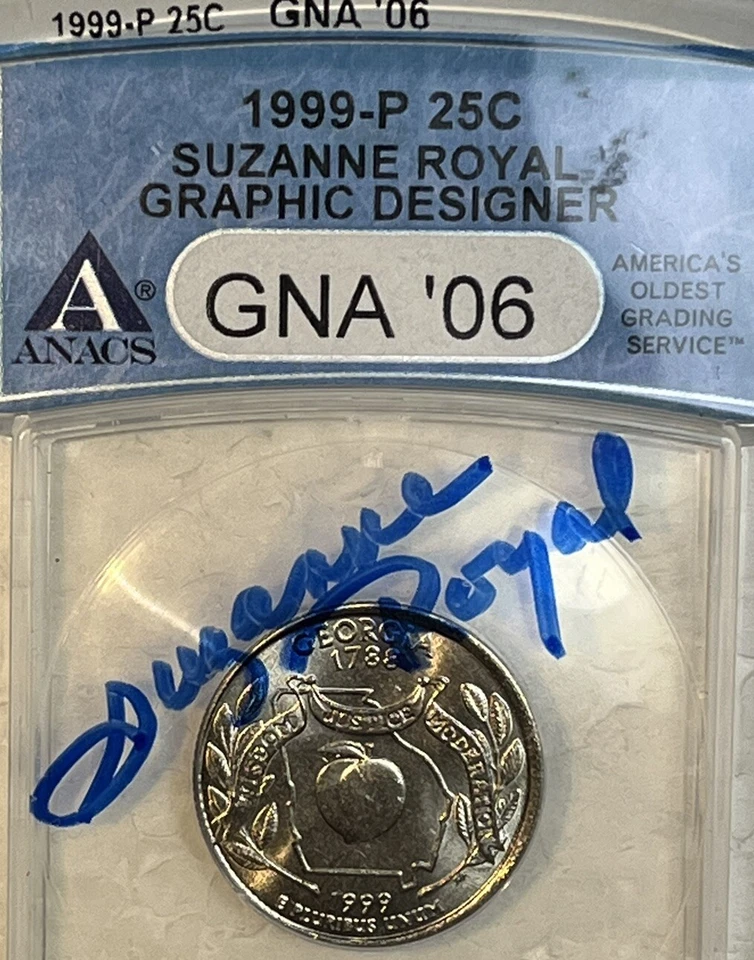 1999-P 25C GNA '06
1999-P 25C
SUZANNE ROYAL
GRAPHIC DESIGNER
GNA '06
A®
ANACS
AMERICA'S
OLDEST
GRADING
SERVICE™
Suzanne Royal
GEORGIA
1788
WISDOM JUSTICE MODERATION
1999
E PLURIBUS UNUM